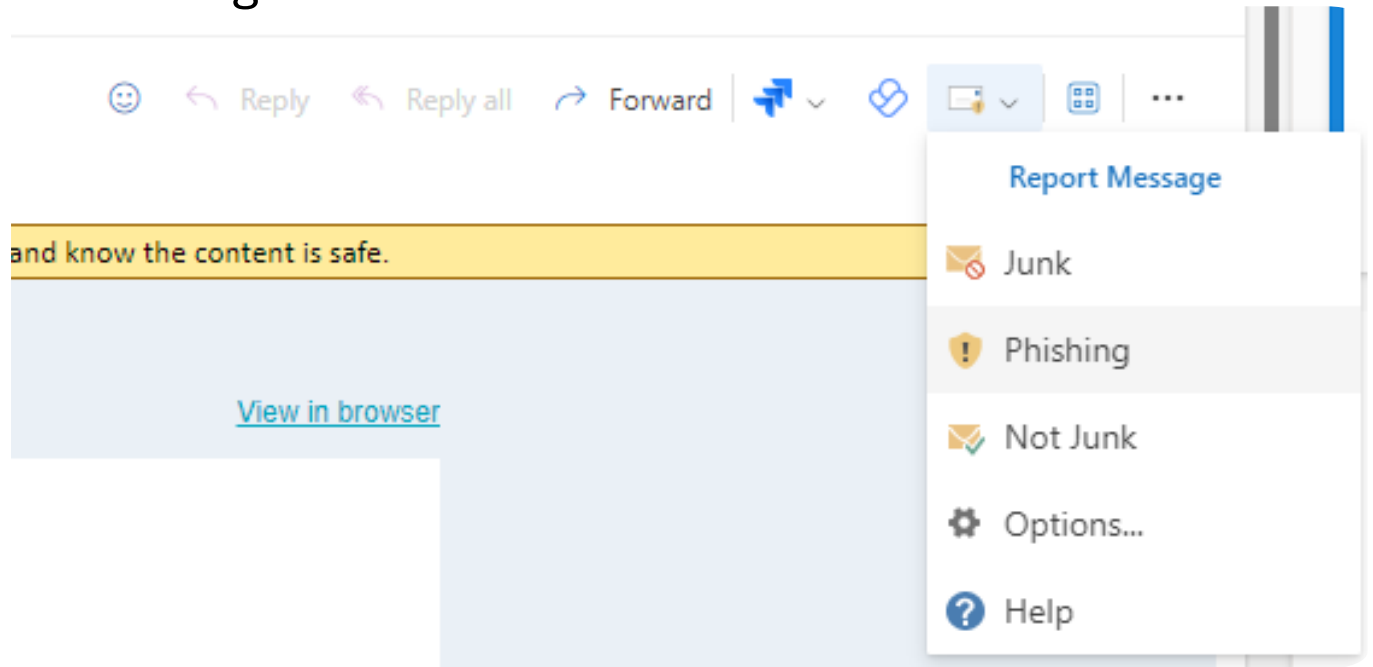 Reply Reply all Forward
Report Message
and know the content is safe.
Junk
Phishing
View in browser
Not Junk
Options...
Help